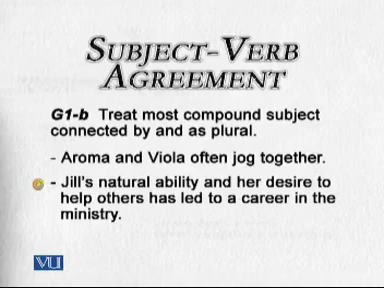 SUBJECT-VERB
AGREEMENT
G1-b Treat most compound subject
connected by and as plural.
- Aroma and Viola often jog together.
- Jill's natural ability and her desire to
help others has led to a career in the
ministry.
VU